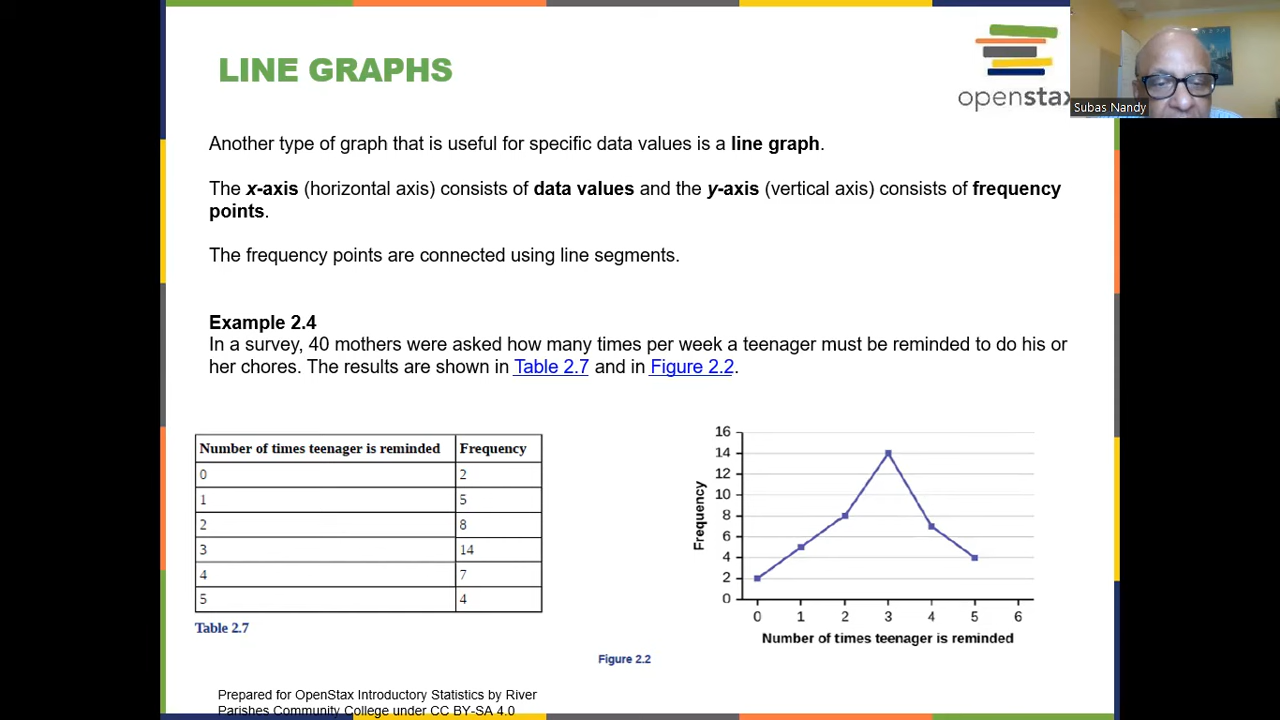 LINE GRAPHS
openstax
Subas Nandy
Another type of graph that is useful for specific data values is a line graph.
The x-axis (horizontal axis) consists of data values and the y-axis (vertical axis) consists of frequency
points.
The frequency points are connected using line segments.
Example 2.4
In a survey, 40 mothers were asked how many times per week a teenager must be reminded to do his or
her chores. The results are shown in Table 2.7 and in Figure 2.2.
Number of times teenager is reminded Frequency
0 2
1 5
2 8
3 14
4 7
5 4
Table 2.7
16
14
12
10
8
6
4
2
0
Frequency
0 1 2 3 4 5 6
Number of times teenager is reminded
Figure 2.2
Prepared for OpenStax Introductory Statistics by River
Parishes Community College under CC BY-SA 4.0